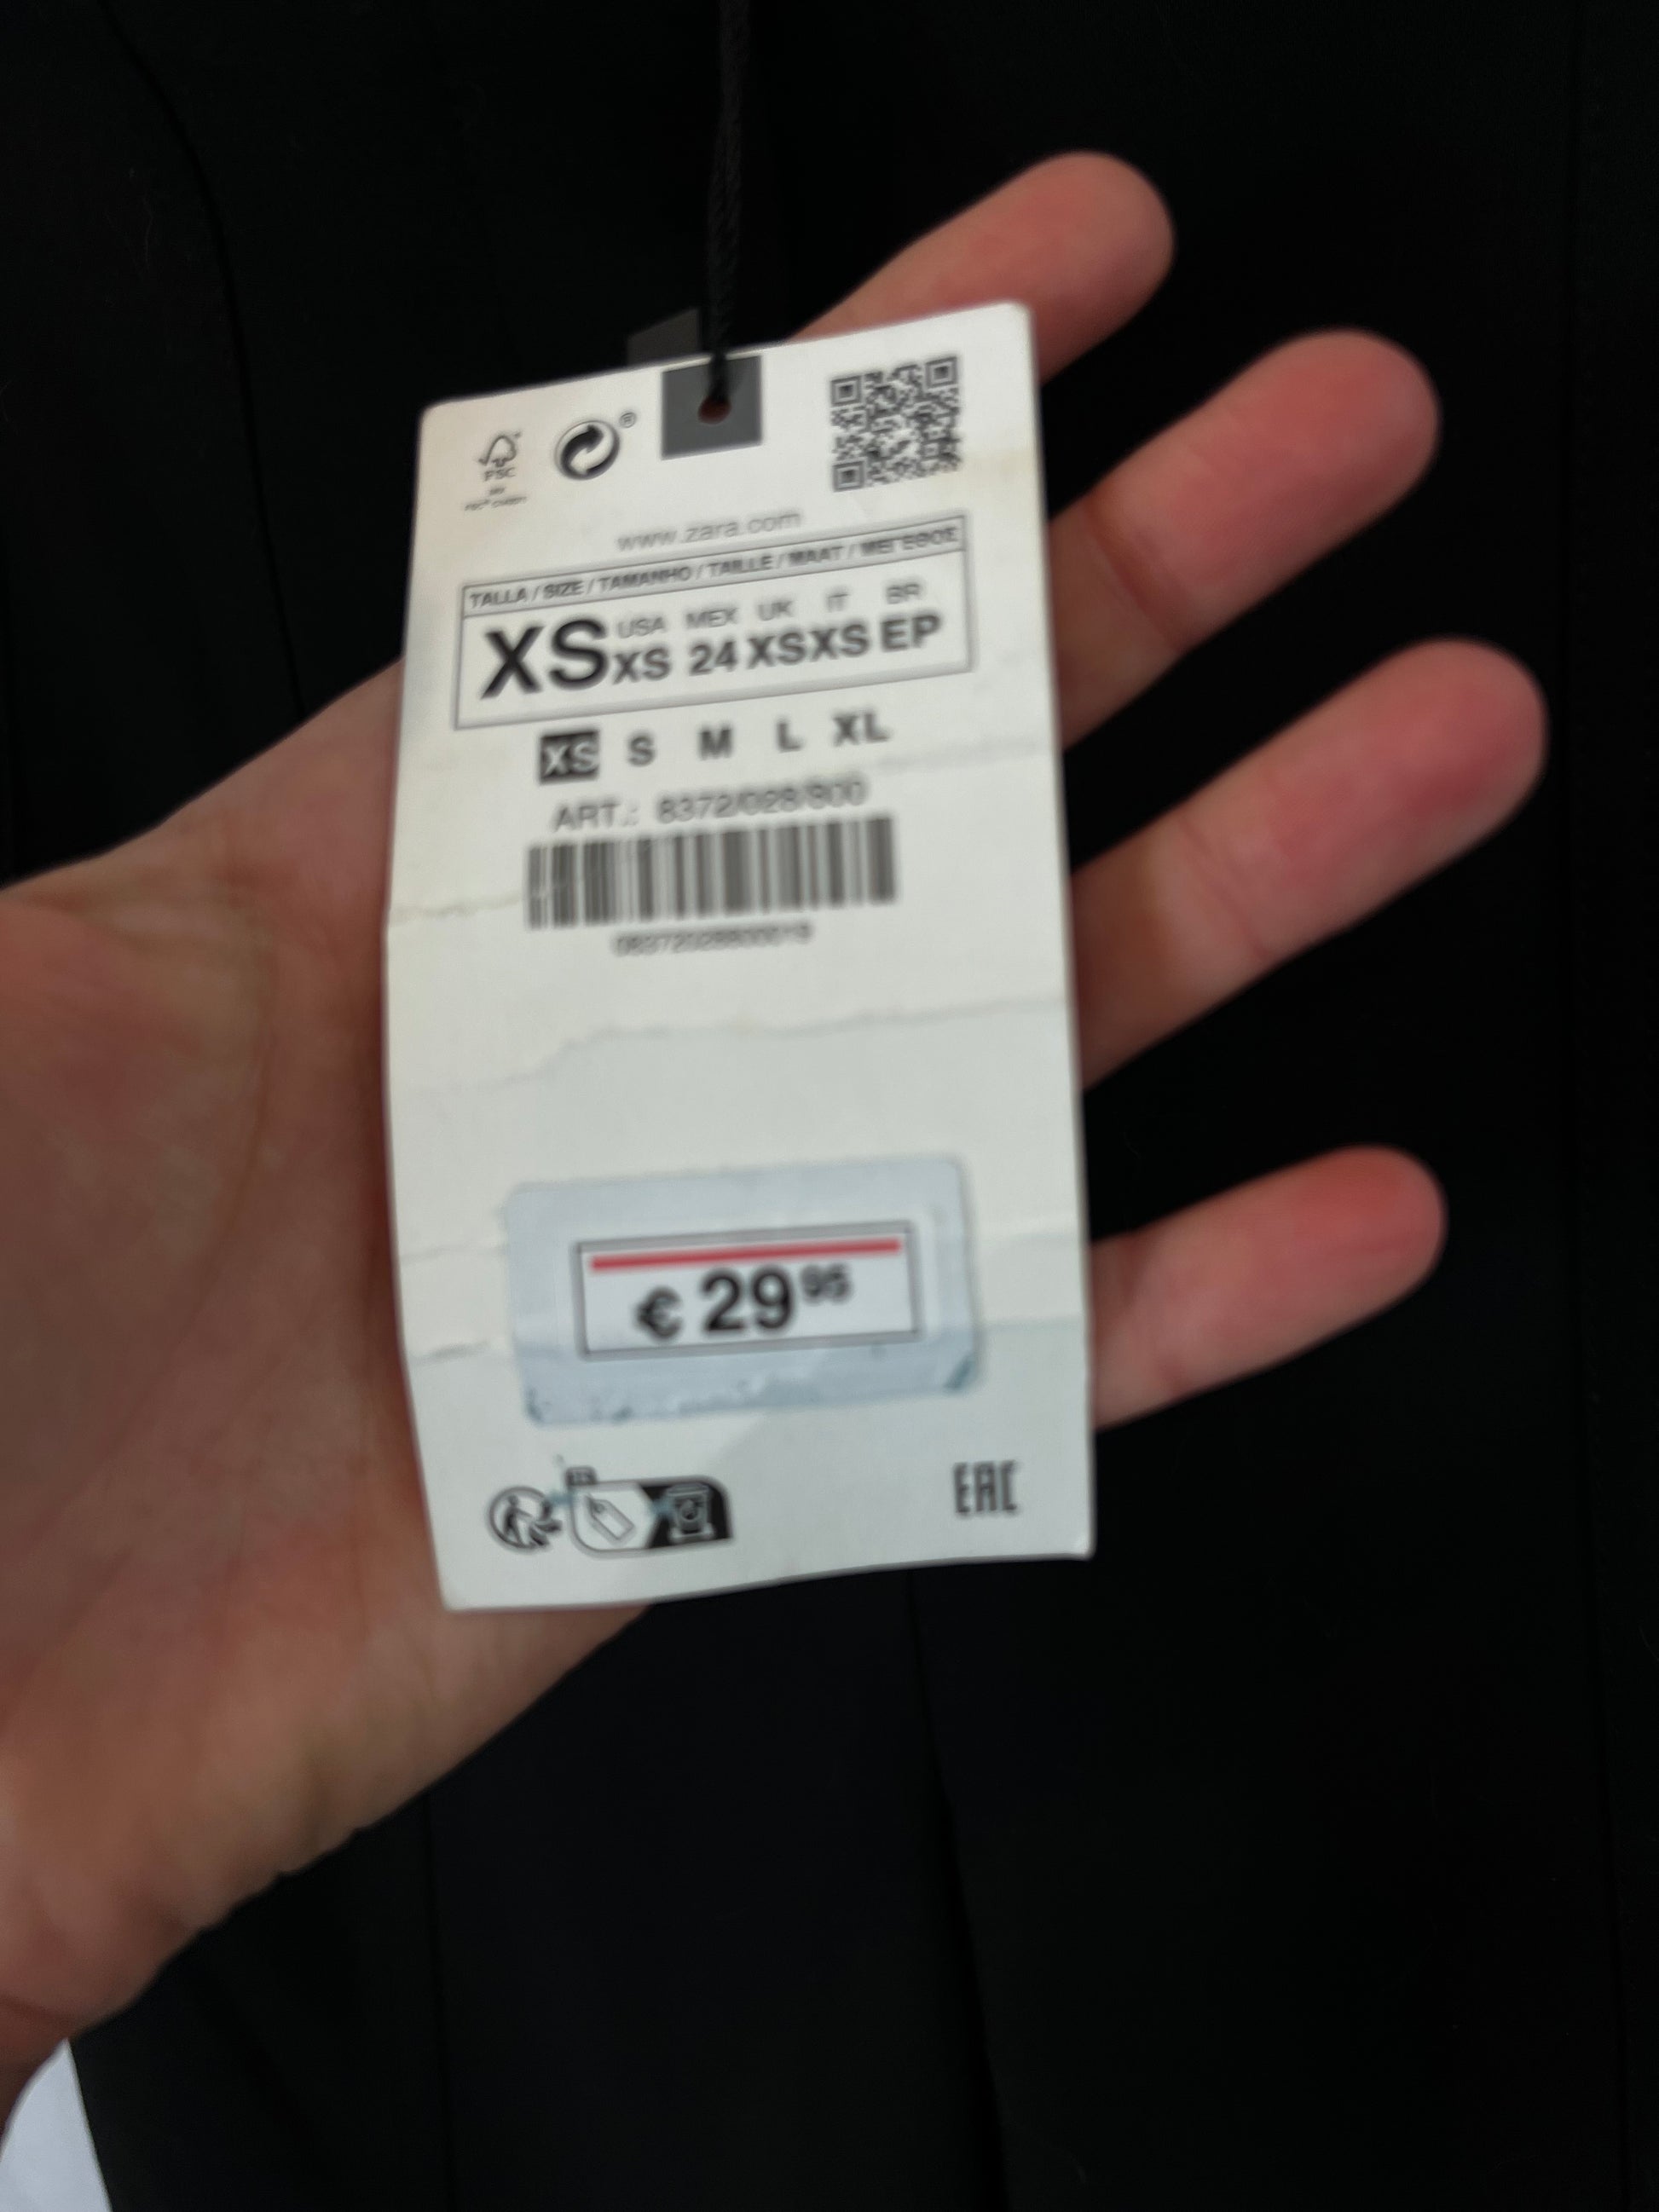 FSC
www.zara.com
TALLA / SIZE / TAMANHO / TAILLE / MAAT / ΜΕΓΕΘΟΣ
USA MEX UK IT BR
XS XS 24 XS XS EP
XS S M L XL
ART.: 8372/028/800
€ 29 95
EAC